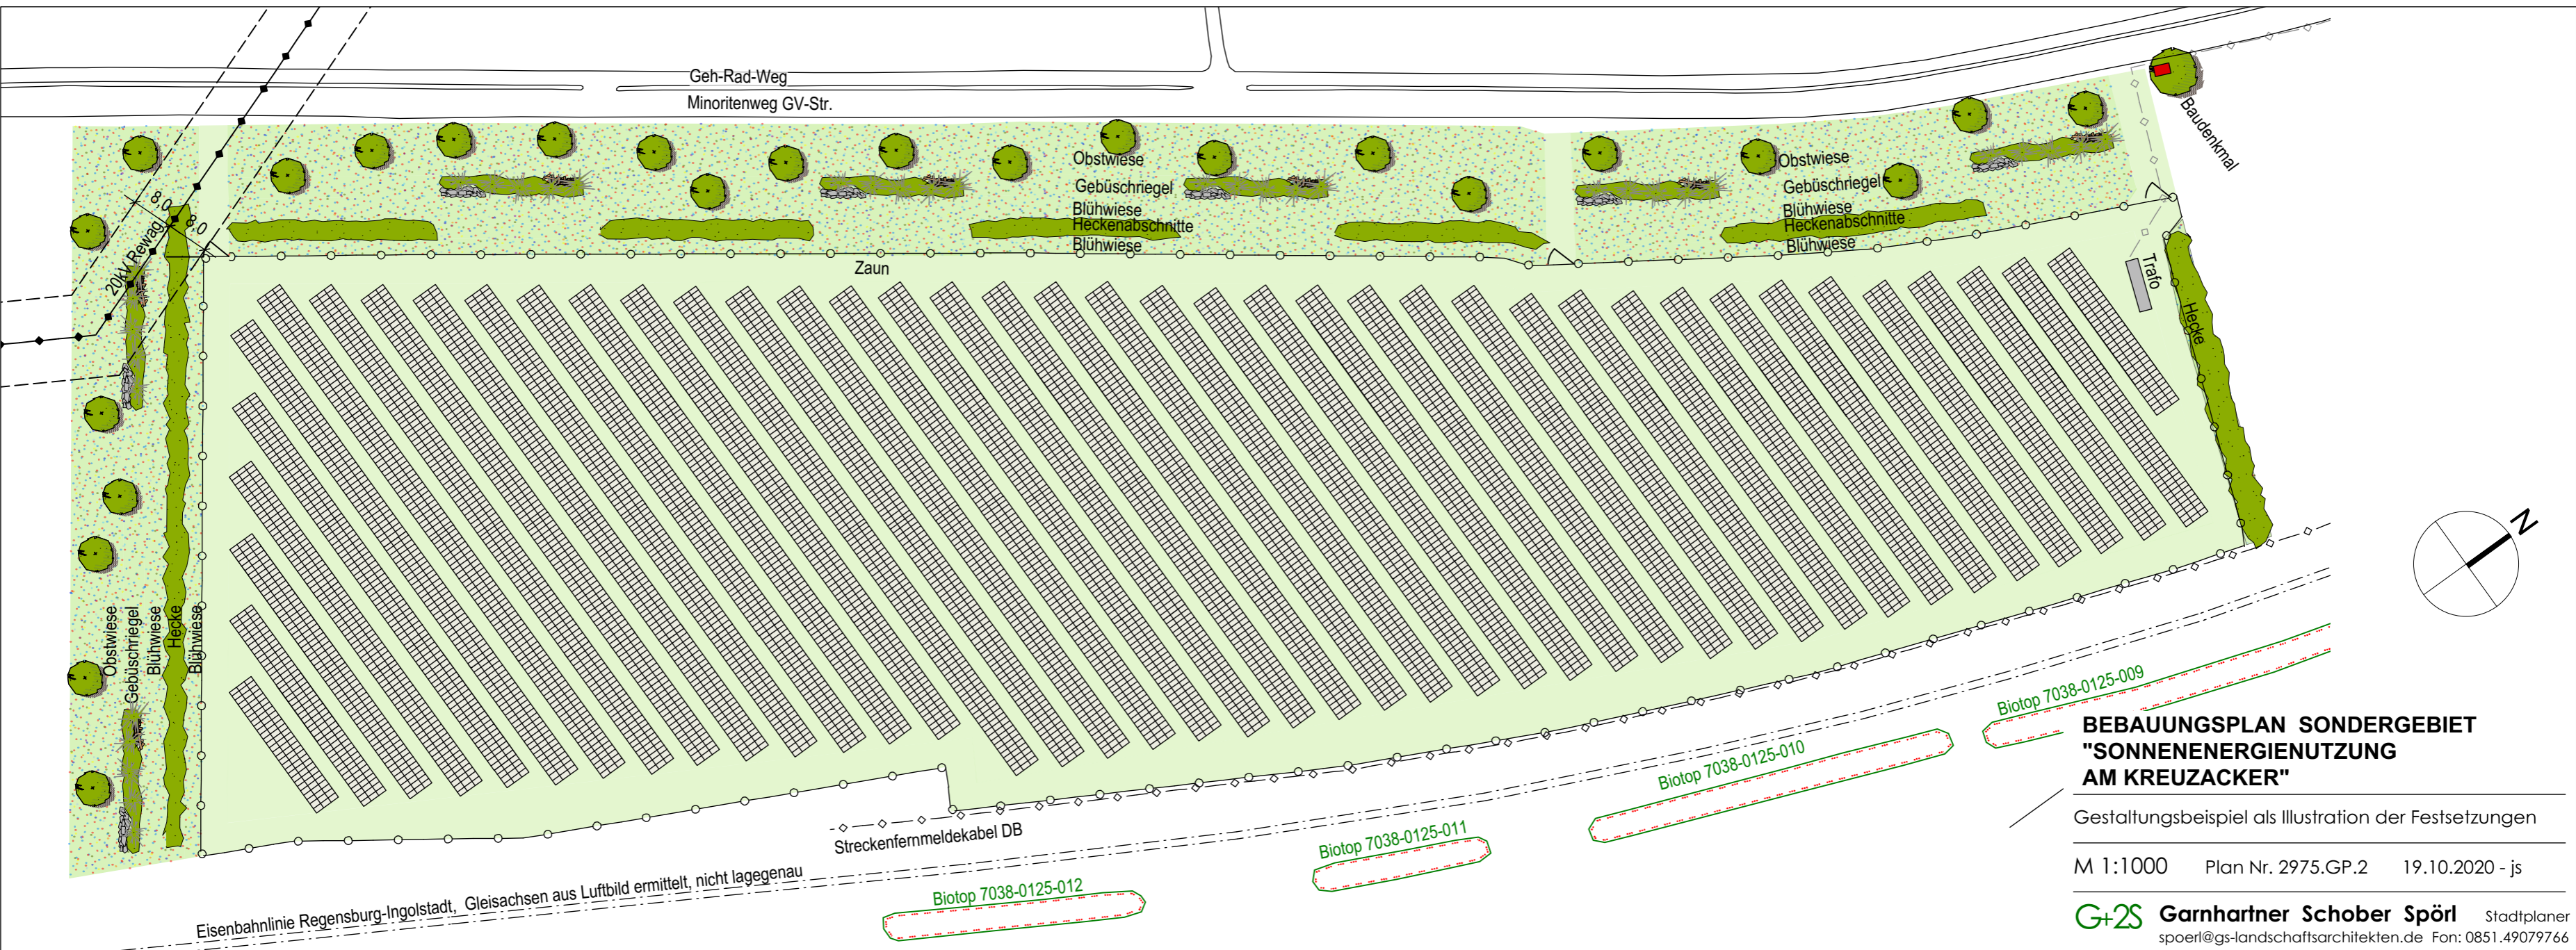 Geh-Rad-Weg
Minoritenweg GV-Str.
Baudenkmal
Obstwiese
Gebüschriegel
Blühwiese
Heckenabschnitte
Blühwiese
Obstwiese
Gebüschriegel
Blühwiese
Heckenabschnitte
Blühwiese
8,0
8,0
20kV Rewag
Zaun
Trafo
Hecke
Obstwiese
Gebüschriegel
Blühwiese
Hecke
Blühwiese
N
Streckenfernmeldekabel DB
Eisenbahnlinie Regensburg-Ingolstadt, Gleisachsen aus Luftbild ermittelt, nicht lagegenau
Biotop 7038-0125-012
Biotop 7038-0125-011
Biotop 7038-0125-010
Biotop 7038-0125-009
BEBAUUNGSPLAN SONDERGEBIET
"SONNENENERGIENUTZUNG
AM KREUZACKER"
Gestaltungsbeispiel als Illustration der Festsetzungen
M 1:1000 Plan Nr. 2975.GP.2 19.10.2020 - js
G+2S Garnhartner Schober Spörl Stadtplaner
spoerl@gs-landschaftsarchitekten.de Fon: 0851.49079766